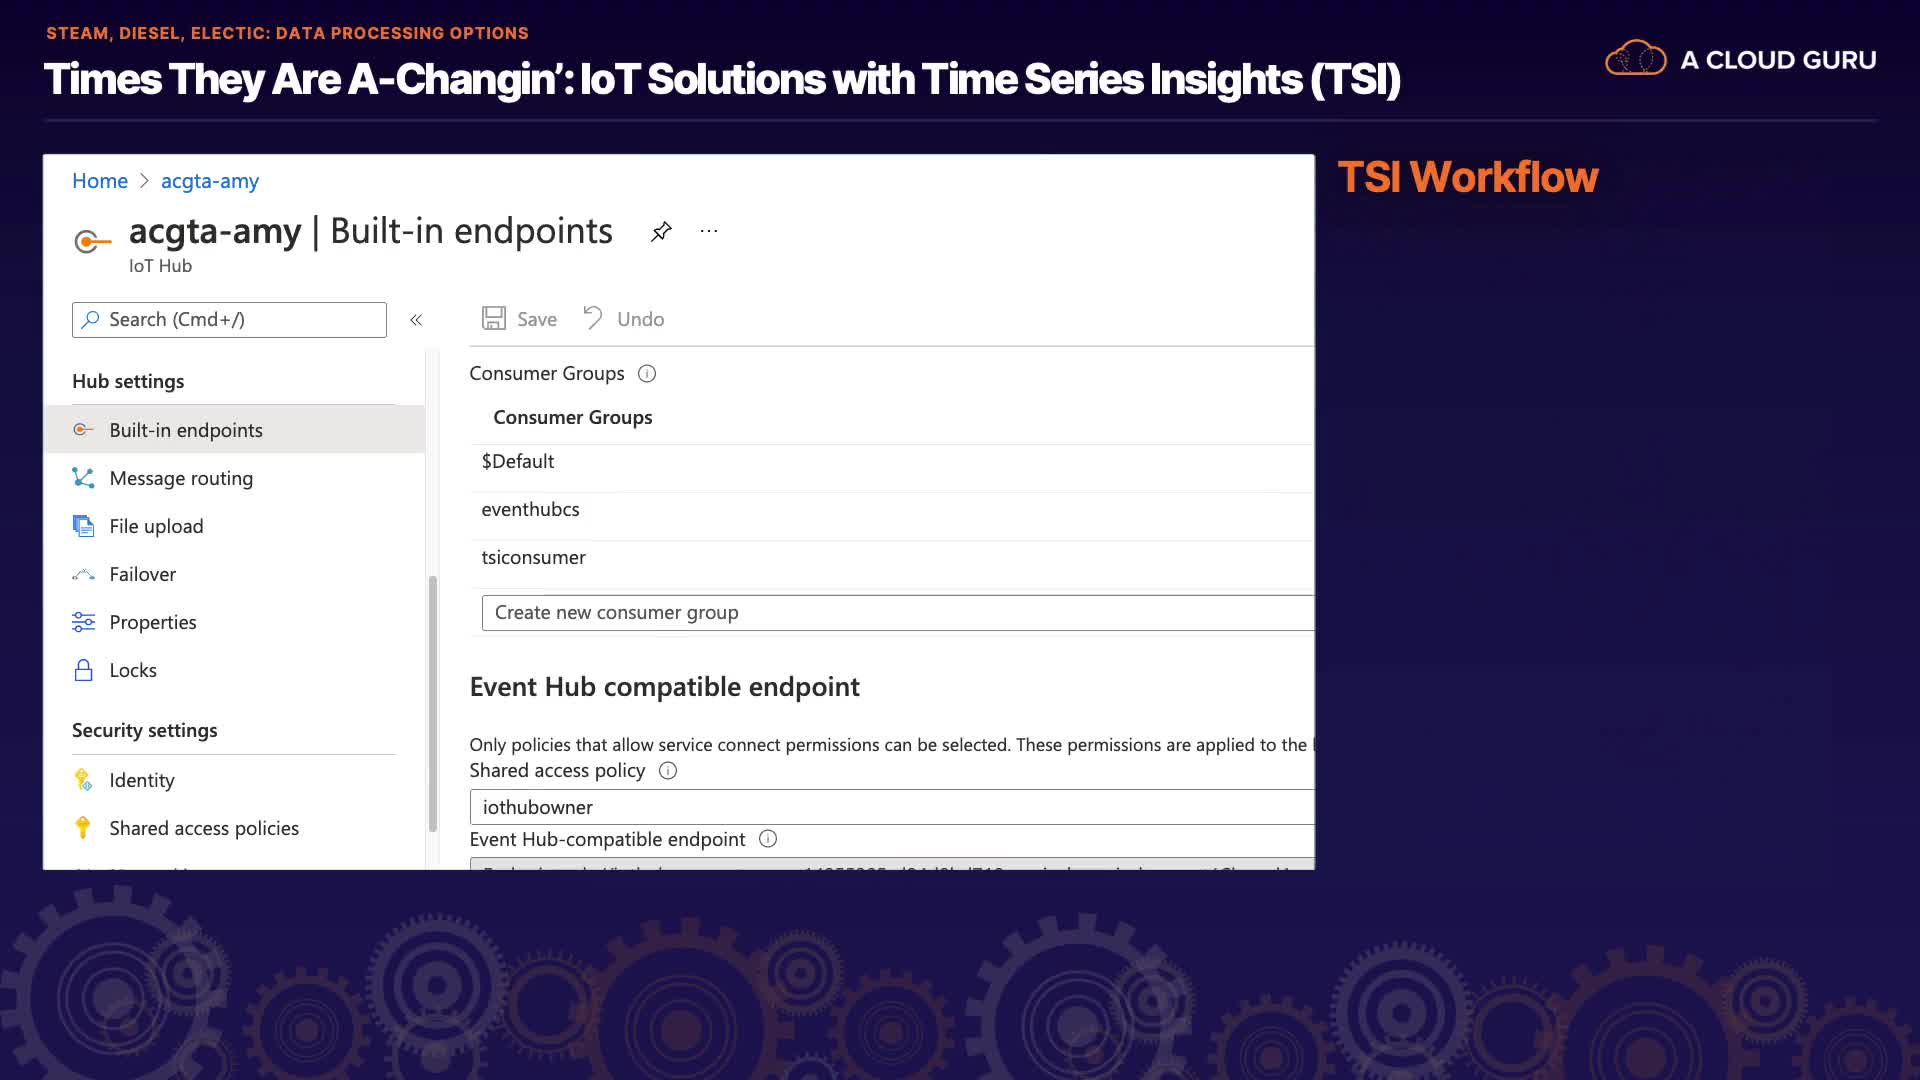 STEAM, DIESEL, ELECTIC: DATA PROCESSING OPTIONS
Times They Are A-Changin’: IoT Solutions with Time Series Insights (TSI)
A CLOUD GURU
Home > acgta-amy
TSI Workflow
acgta-amy | Built-in endpoints
IoT Hub
Search (Cmd+/)
Save Undo
Hub settings
Built-in endpoints
Message routing
File upload
Failover
Properties
Locks
Security settings
Identity
Shared access policies
Consumer Groups
Consumer Groups
$Default
eventhubcs
tsiconsumer
Create new consumer group
Event Hub compatible endpoint
Only policies that allow service connect permissions can be selected. These permissions are applied to the
Shared access policy
iothubowner
Event Hub-compatible endpoint